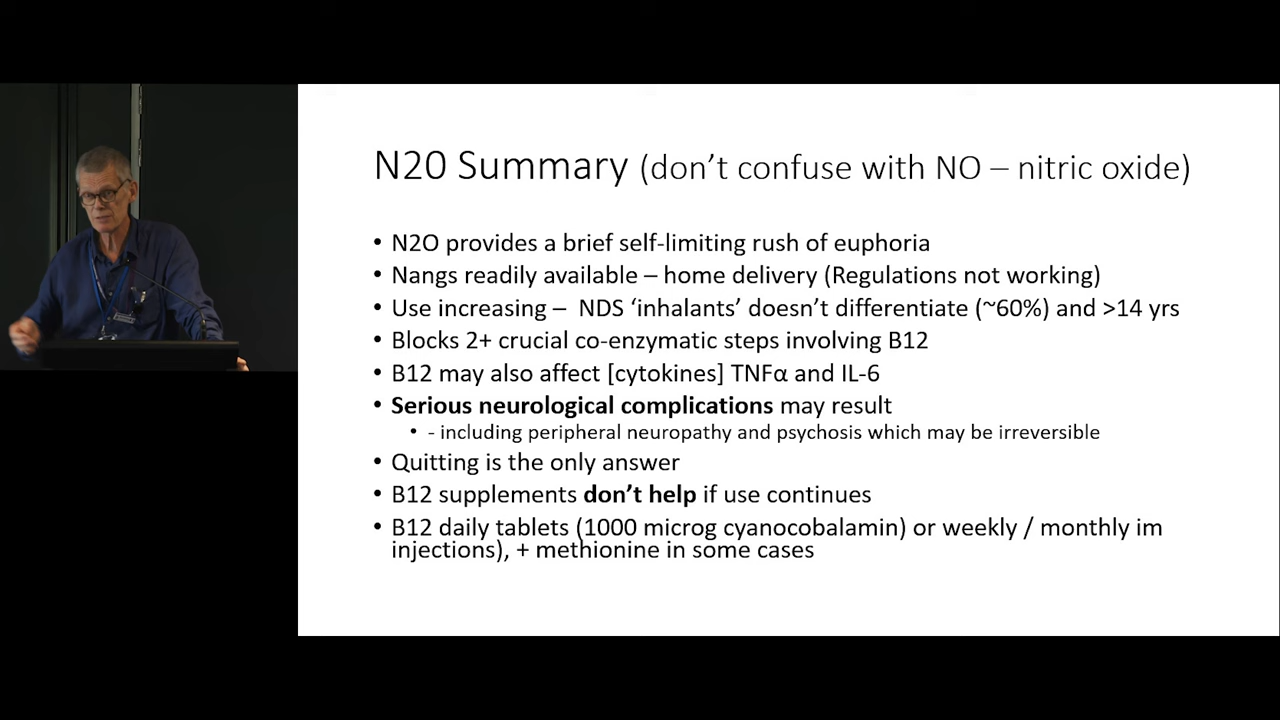 N20 Summary (don’t confuse with NO – nitric oxide)
• N2O provides a brief self-limiting rush of euphoria
• Nangs readily available – home delivery (Regulations not working)
• Use increasing – NDS ‘inhalants’ doesn’t differentiate (~60%) and >14 yrs
• Blocks 2+ crucial co-enzymatic steps involving B12
• B12 may also affect [cytokines] TNFα and IL-6
• Serious neurological complications may result
• - including peripheral neuropathy and psychosis which may be irreversible
• Quitting is the only answer
• B12 supplements don’t help if use continues
• B12 daily tablets (1000 microg cyanocobalamin) or weekly / monthly im
injections), + methionine in some cases